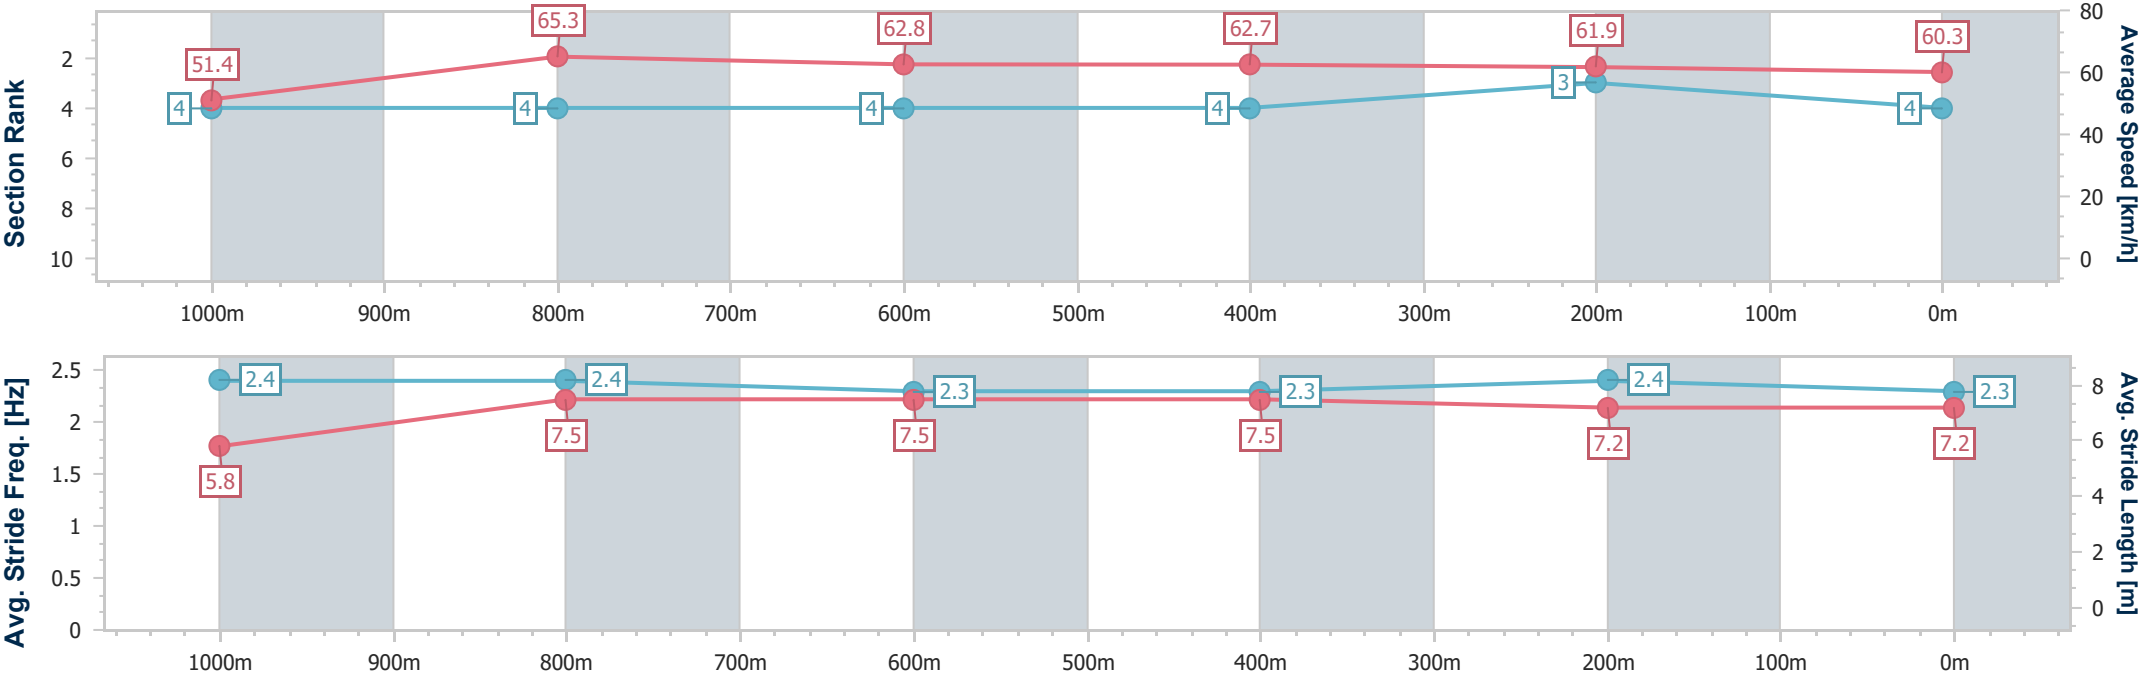 Section Rank
2
4
6
8
10
51.4
65.3
62.8
62.7
61.9
60.3
4
4
4
4
3
4
80
60
40
20
0
Average Speed [km/h]
1000m
900m
800m
700m
600m
500m
400m
300m
200m
100m
0m
Avg. Stride Freq. [Hz]
2.5
2
1.5
1
0.5
0
2.4
2.4
2.3
2.3
2.4
2.3
5.8
7.5
7.5
7.5
7.2
7.2
8
6
4
2
0
Avg. Stride Length [m]
1000m
900m
800m
700m
600m
500m
400m
300m
200m
100m
0m